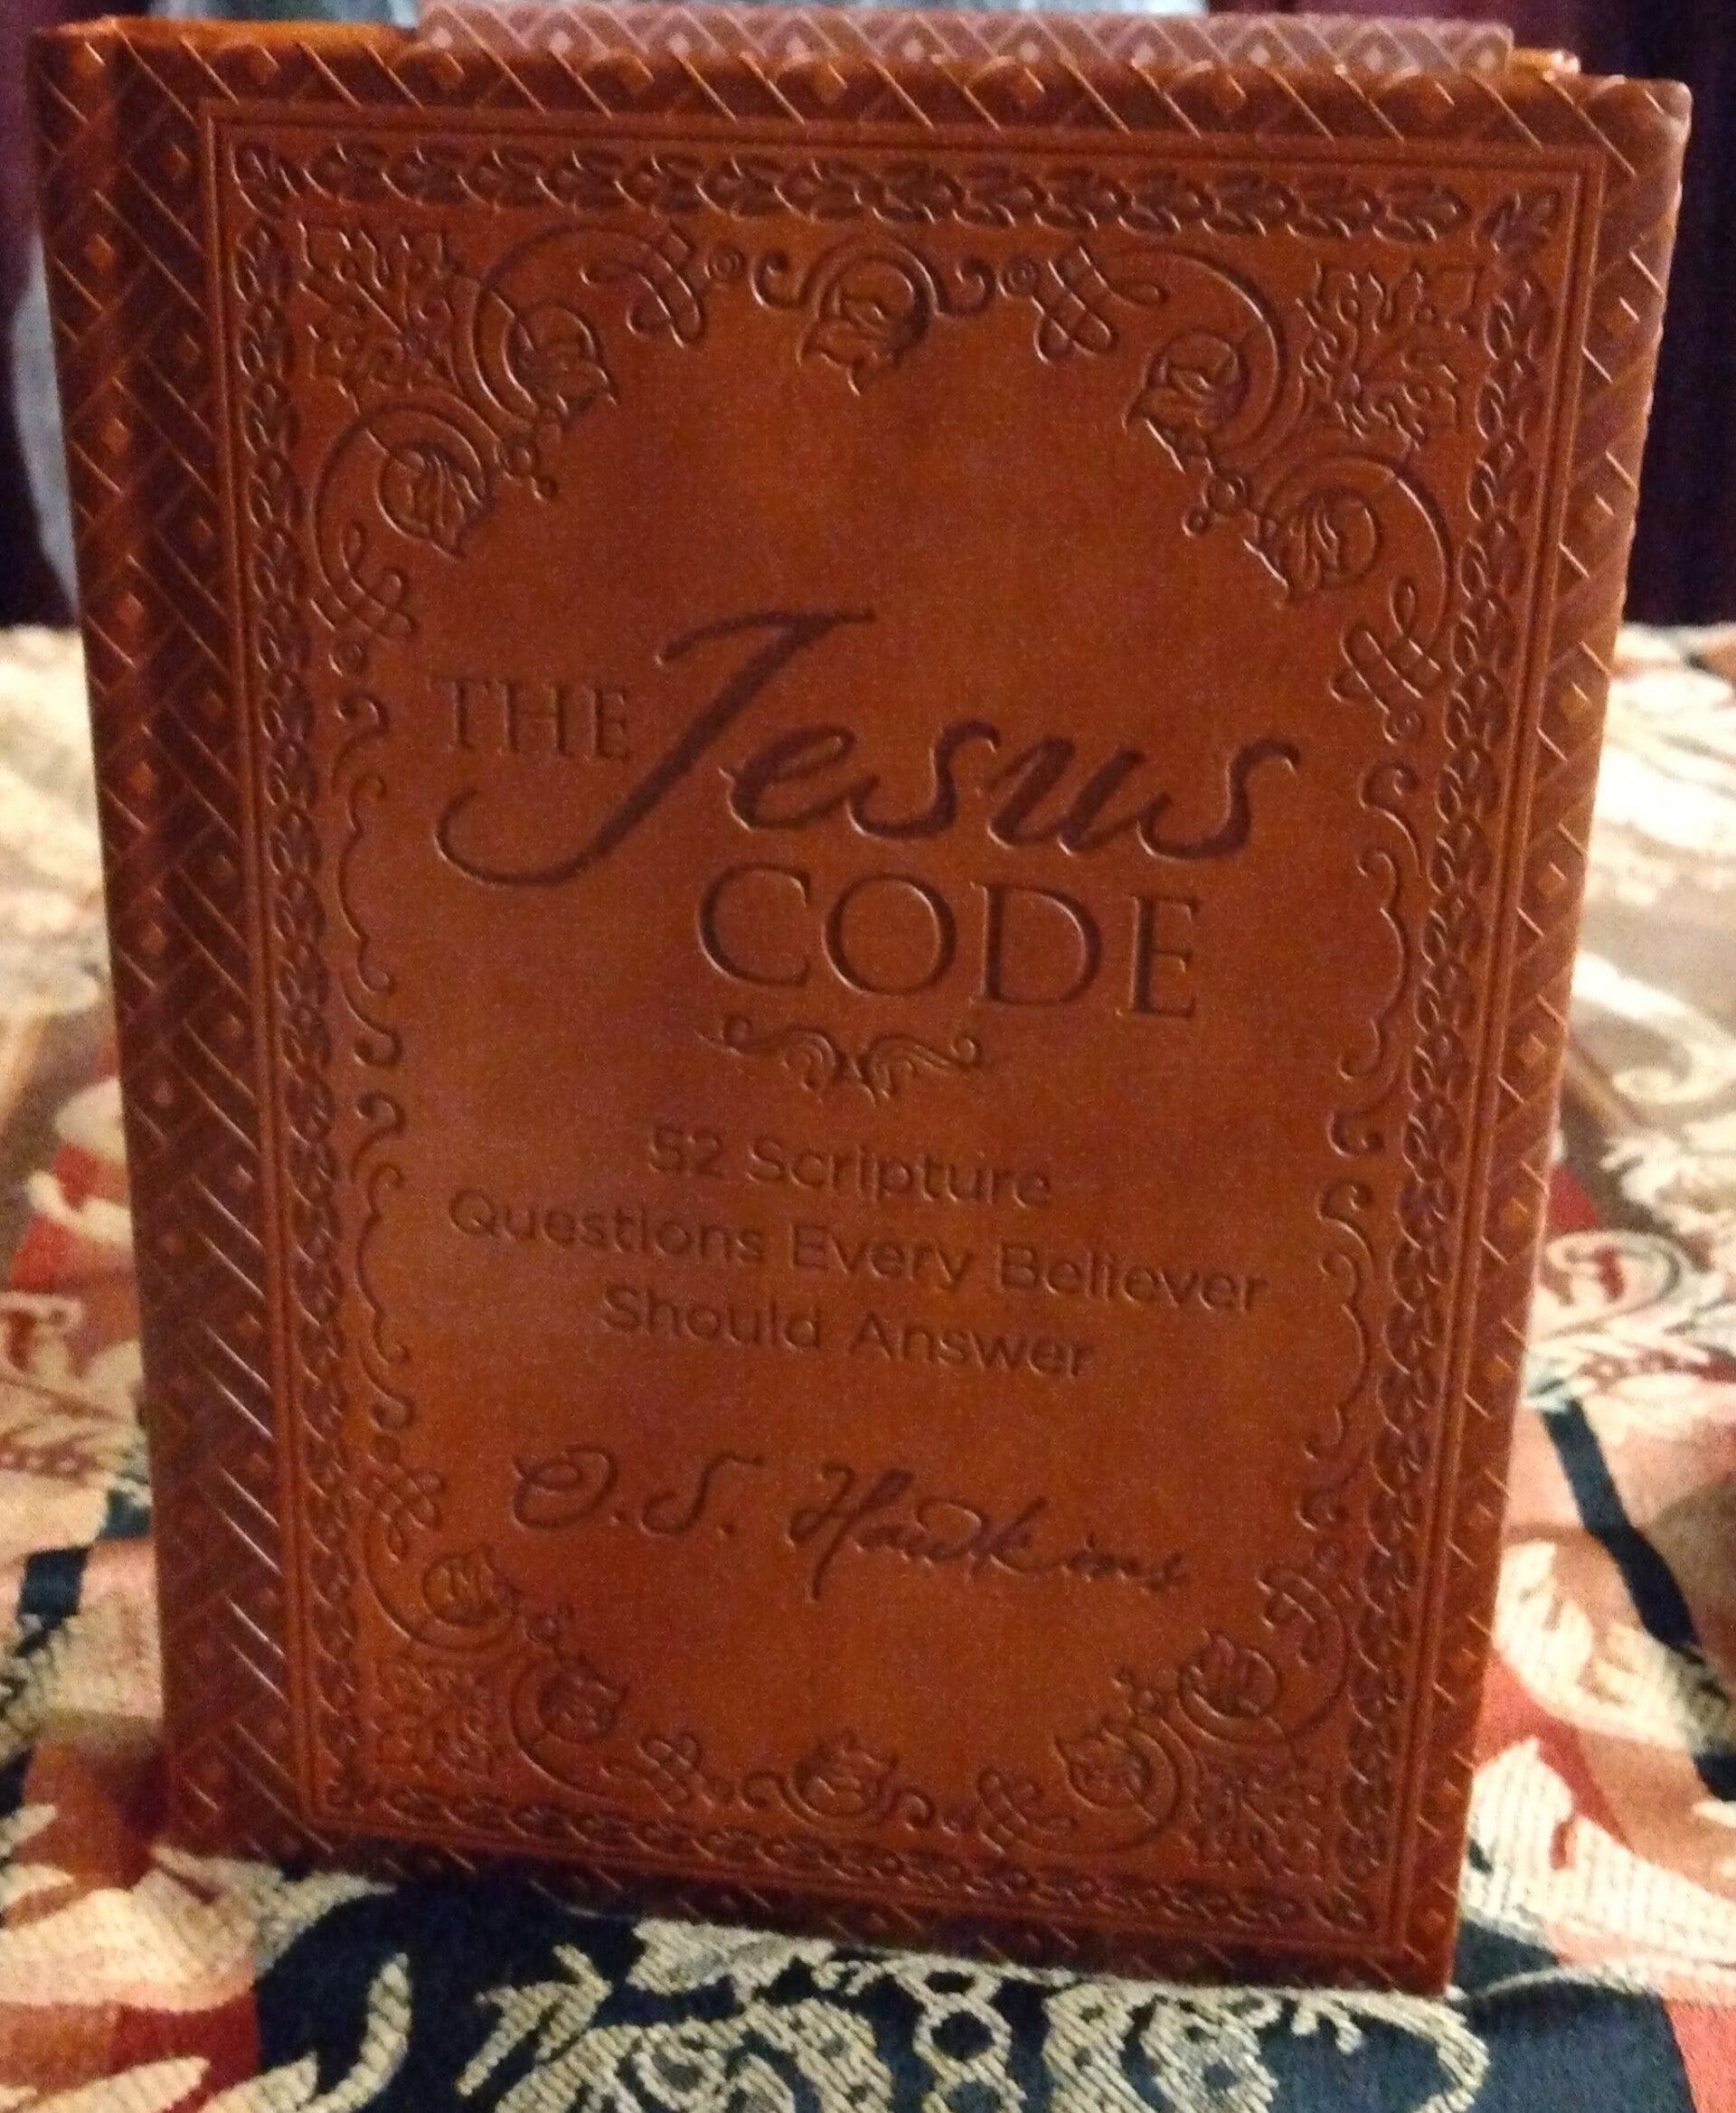 THE Jesus
CODE
52 Scripture
Questions Every Believer
Should Answer
O.S. Hawkins